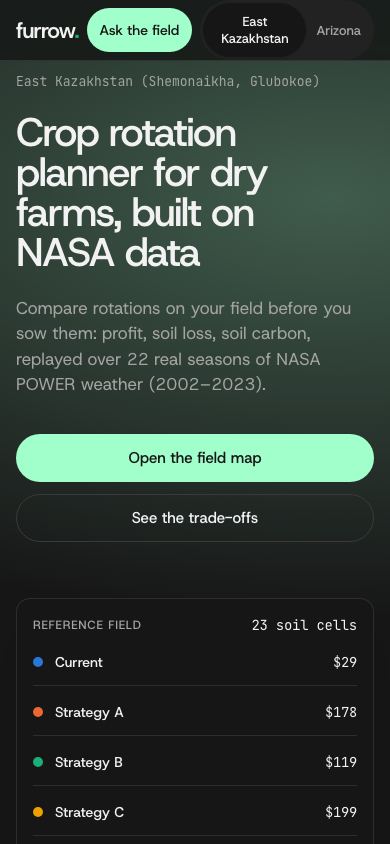 furrow.
Ask the field
East
Kazakhstan
Arizona
East Kazakhstan (Shemonaikha, Glubokoe)
Crop rotation
planner for dry
farms, built on
NASA data
Compare rotations on your field before you
sow them: profit, soil loss, soil carbon,
replayed over 22 real seasons of NASA
POWER weather (2002–2023).
Open the field map
See the trade-offs
REFERENCE FIELD
23 soil cells
Current
$29
Strategy A
$178
Strategy B
$119
Strategy C
$199